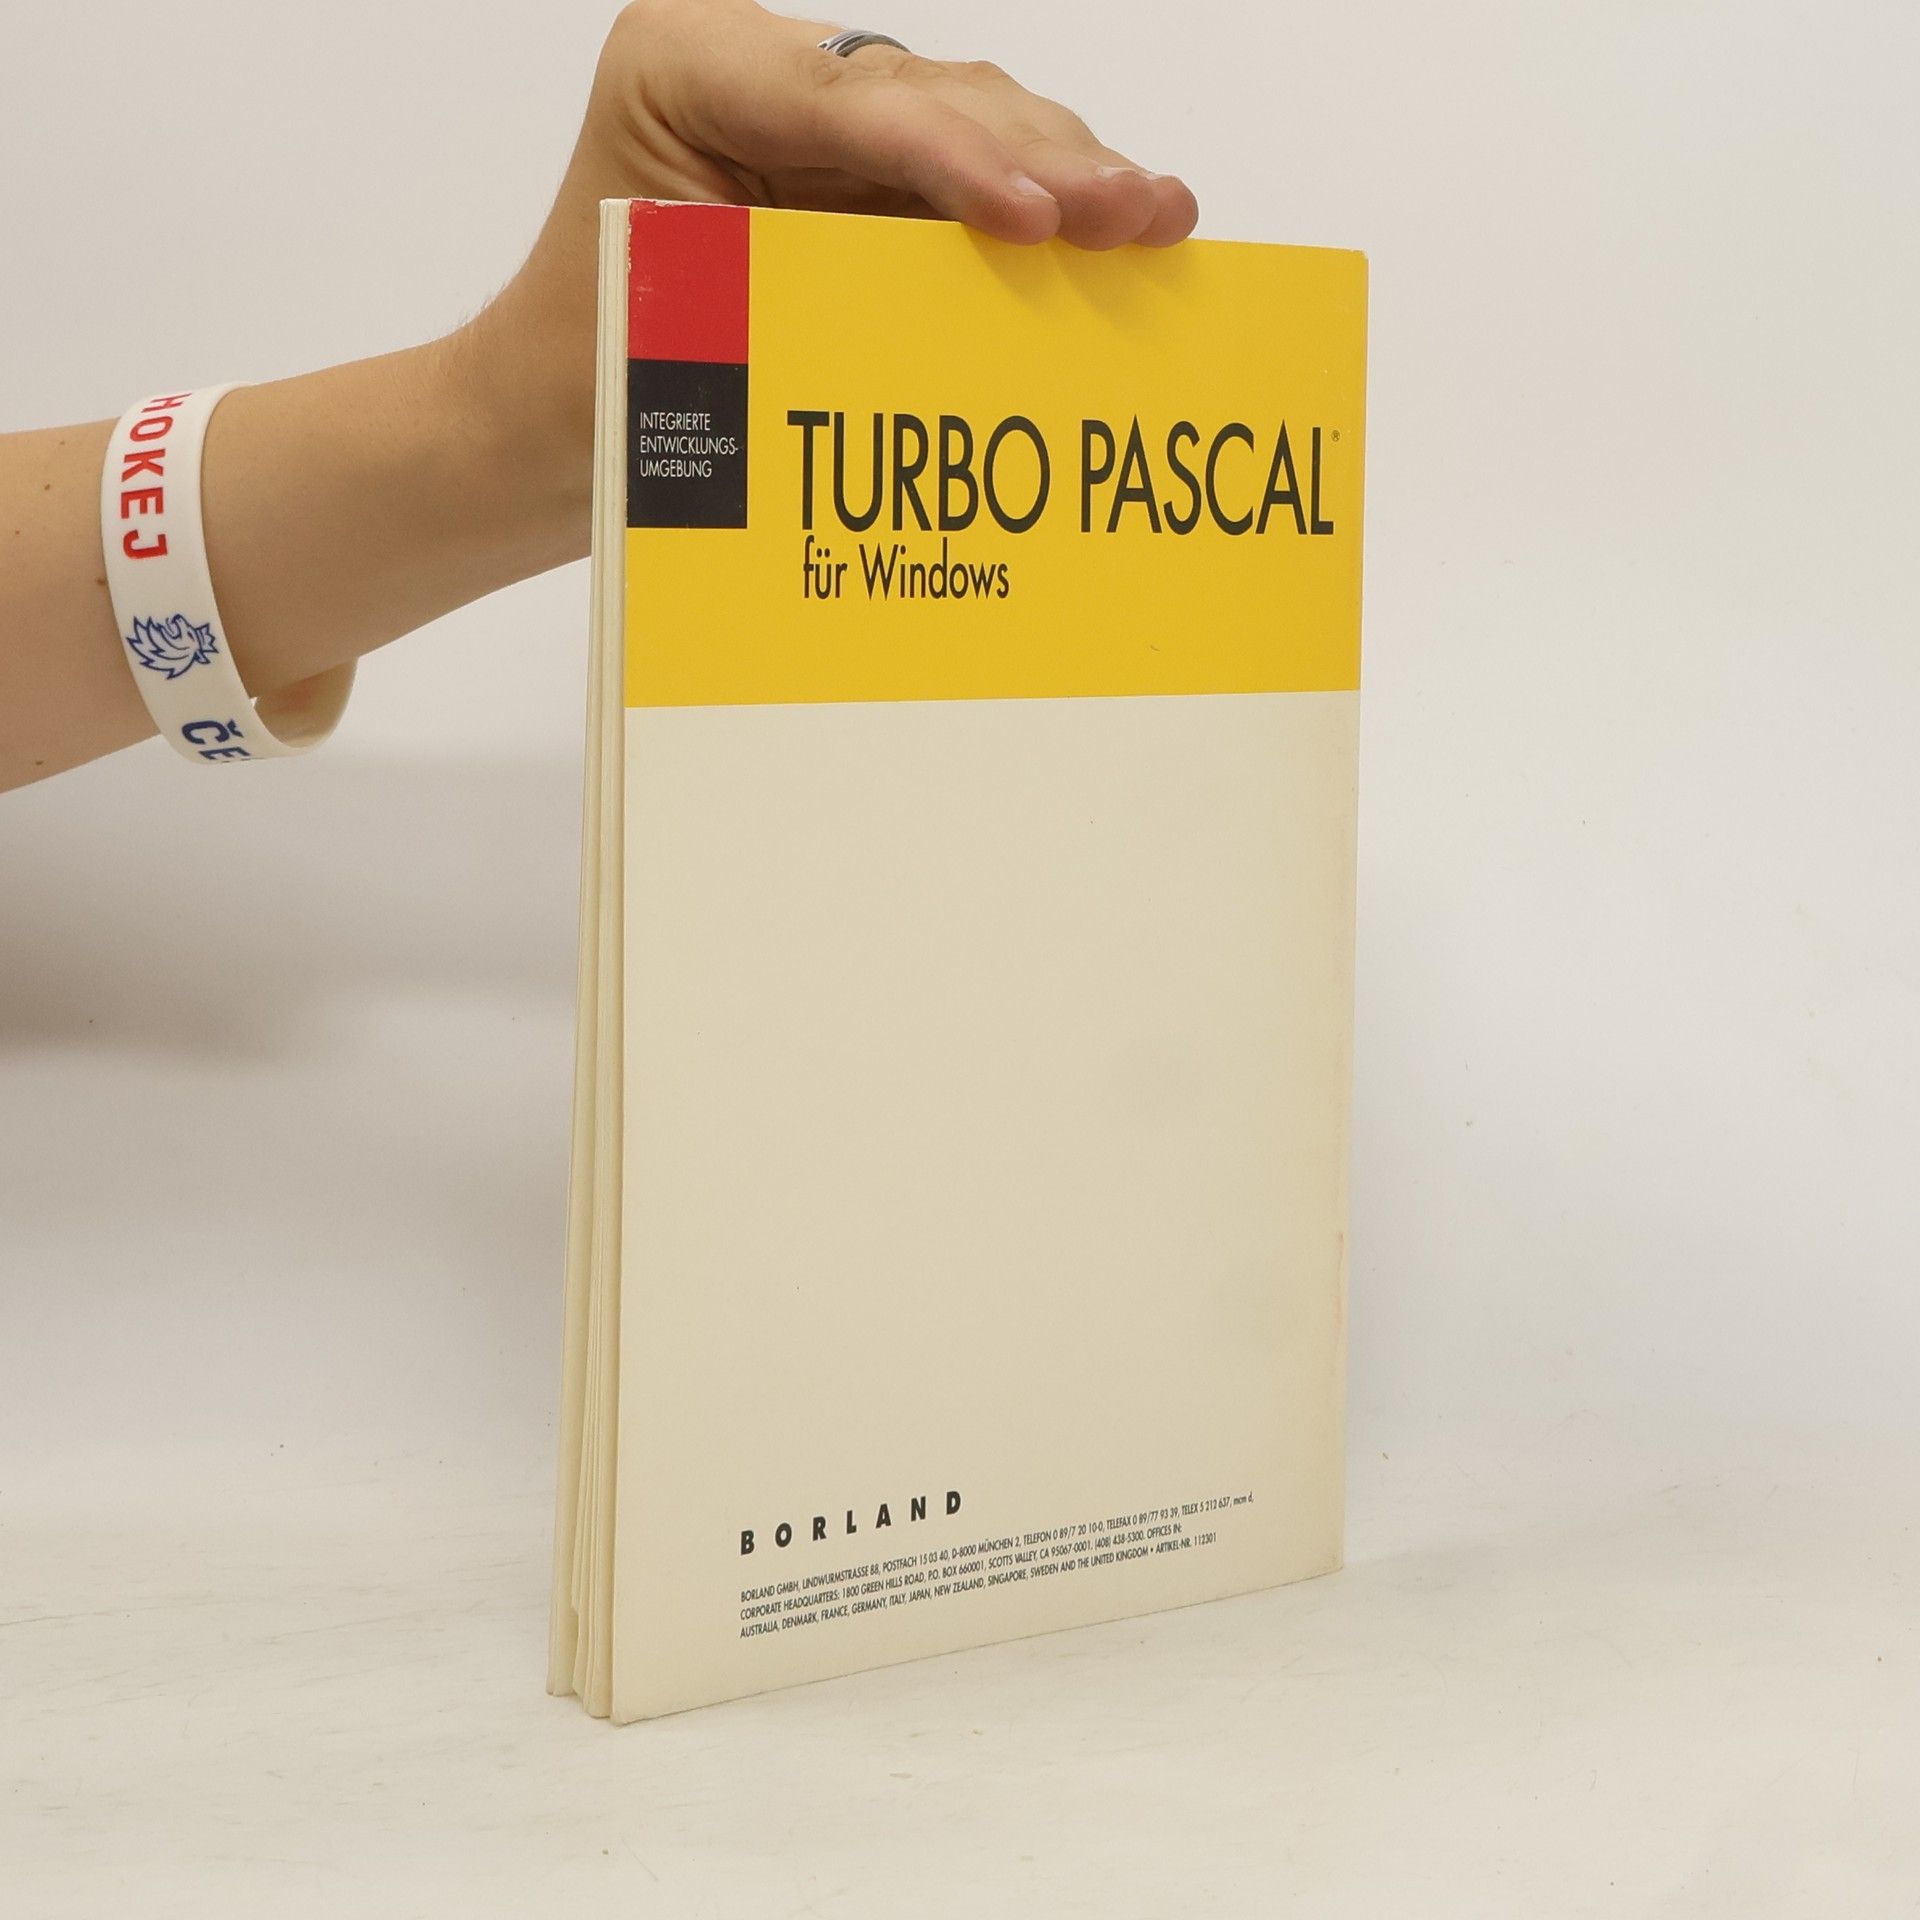 HOKEJ
ČE
INTEGRIERTE
ENTWICKLUNGS-
UMGEBUNG
TURBO PASCAL®
für Windows
BORLAND
BORLAND GMBH, LINDWURMSTRASSE 88, POSTFACH 15 03 40, D-8000 MÜNCHEN 2, TELEFON 0 89/7 20 10-0, TELEFAX 0 89/77 93 39, TELEX 5 212 637, mcm d,
CORPORATE HEADQUARTERS: 1800 GREEN HILLS ROAD, P.O. BOX 660001, SCOTTS VALLEY, CA 95067-0001. (408) 438-5300. OFFICES IN:
AUSTRALIA, DENMARK, FRANCE, GERMANY, ITALY, JAPAN, NEW ZEALAND, SINGAPORE, SWEDEN AND THE UNITED KINGDOM • ARTIKEL-NR. 112301